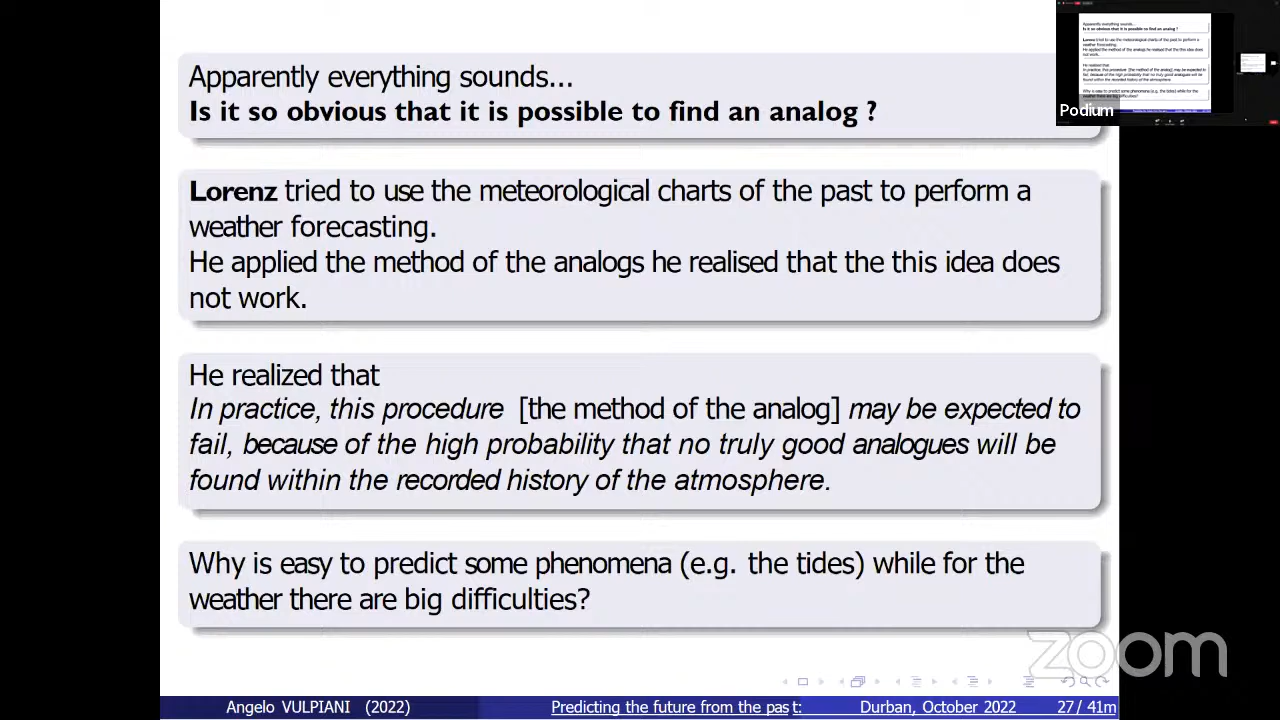 Apparently everything sounds...
Is it so obvious that it is possible to find an analog ?
Lorenz tried to use the meteorological charts of the past to perform a
weather forecasting.
He applied the method of the analogs he realised that the this idea does
not work.
He realized that
In practice, this procedure [the method of the analog] may be expected to
fail, because of the high probability that no truly good analogues will be
found within the recorded history of the atmosphere.
Why is easy to predict some phenomena (e.g. the tides) while for the
weather there are big difficulties?
Angelo VULPIANI (2022) Predicting the future from the past: Durban, October 2022 27 / 41
Podium
zoom